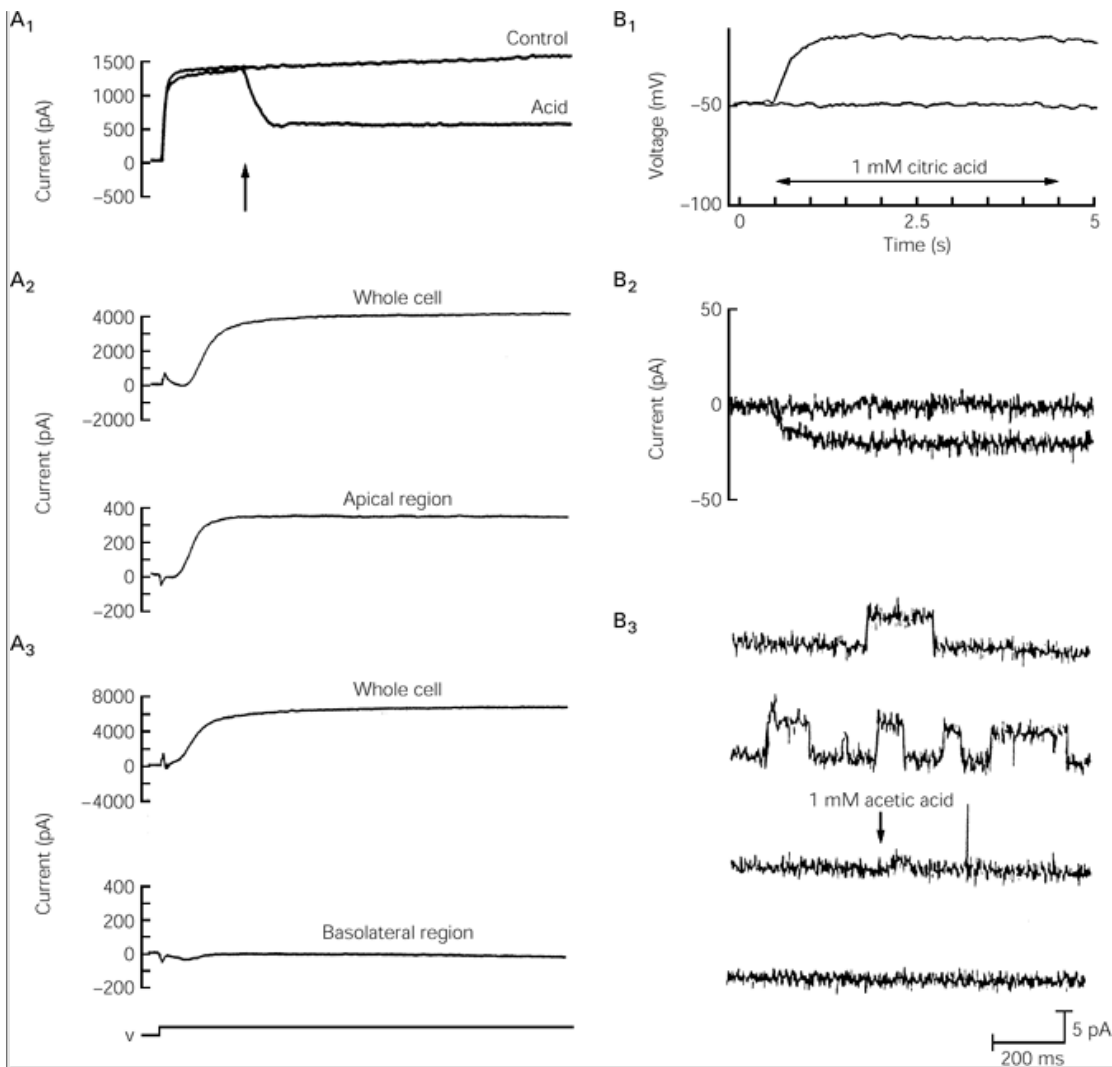 A1
Control
Acid
1500
1000
500
0
−500
Current (pA)
A2
Whole cell
4000
2000
0
−2000
Current (pA)
Apical region
400
200
0
−200
A3
Whole cell
8000
4000
0
−4000
Current (pA)
400
200
0
−200
Basolateral region
v
B1
Voltage (mV)
−50
−100
1 mM citric acid
0
2.5
5
Time (s)
B2
50
0
−50
Current (pA)
B3
1 mM acetic acid
5 pA
200 ms